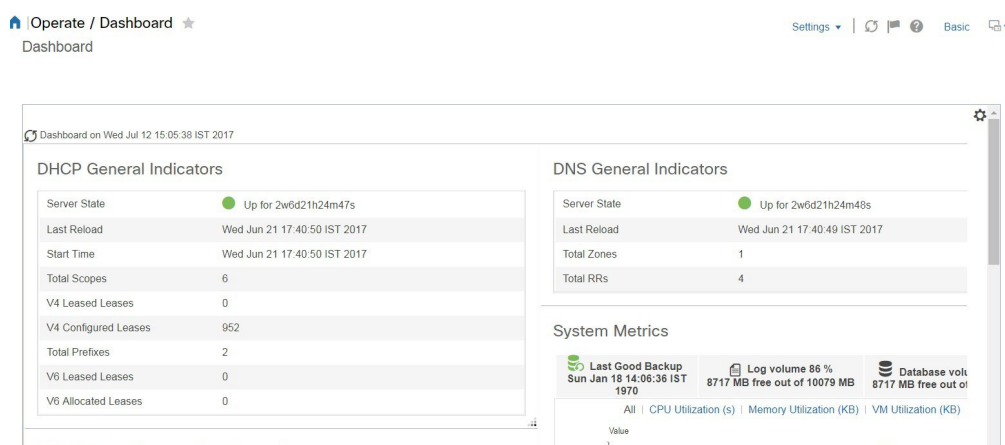 Operate / Dashboard
Settings
Basic
Dashboard
Dashboard on Wed Jul 12 15:05:38 IST 2017
DHCP General Indicators
Server State Up for 2w6d21h24m47s
Last Reload Wed Jun 21 17:40:50 IST 2017
Start Time Wed Jun 21 17:40:50 IST 2017
Total Scopes 6
V4 Leased Leases 0
V4 Configured Leases 952
Total Prefixes 2
V6 Leased Leases 0
V6 Allocated Leases 0
DNS General Indicators
Server State Up for 2w6d21h24m48s
Last Reload Wed Jun 21 17:40:49 IST 2017
Total Zones 1
Total RRs 4
System Metrics
Last Good Backup
Sun Jan 18 14:06:36 IST
1970
Log volume 86 %
8717 MB free out of 10079 MB
Database volu
8717 MB free out of
All | CPU Utilization (s) | Memory Utilization (KB) | VM Utilization (KB)
Value